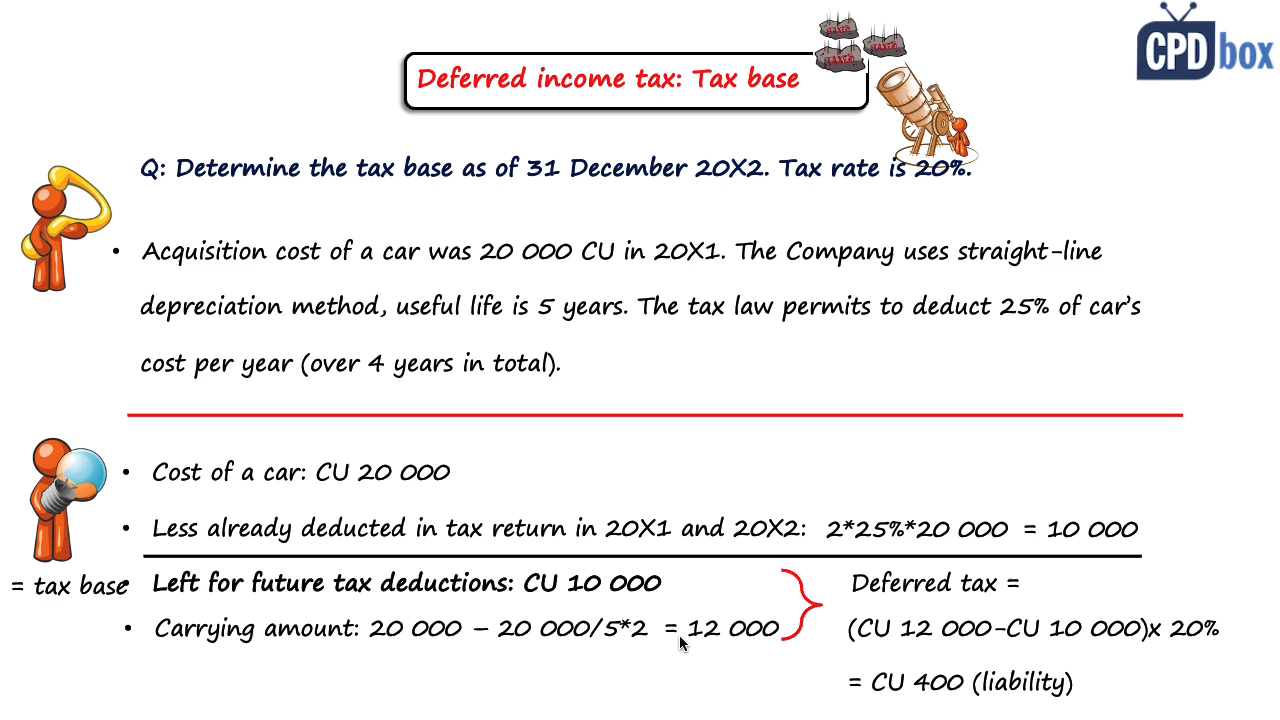 TAXES TAXES
TAXES
CPD box
Deferred income tax: Tax base
Q: Determine the tax base as of 31 December 20X2. Tax rate is 20%.
• Acquisition cost of a car was 20 000 CU in 20X1. The Company uses straight-line
depreciation method, useful life is 5 years. The tax law permits to deduct 25% of car’s
cost per year (over 4 years in total).
• Cost of a car: CU 20 000
• Less already deducted in tax return in 20X1 and 20X2: 2*25%*20 000 = 10 000
= tax base • Left for future tax deductions: CU 10 000 Deferred tax =
• Carrying amount: 20 000 – 20 000/5*2 = 12 000 (CU 12 000-CU 10 000)x 20%
= CU 400 (liability)